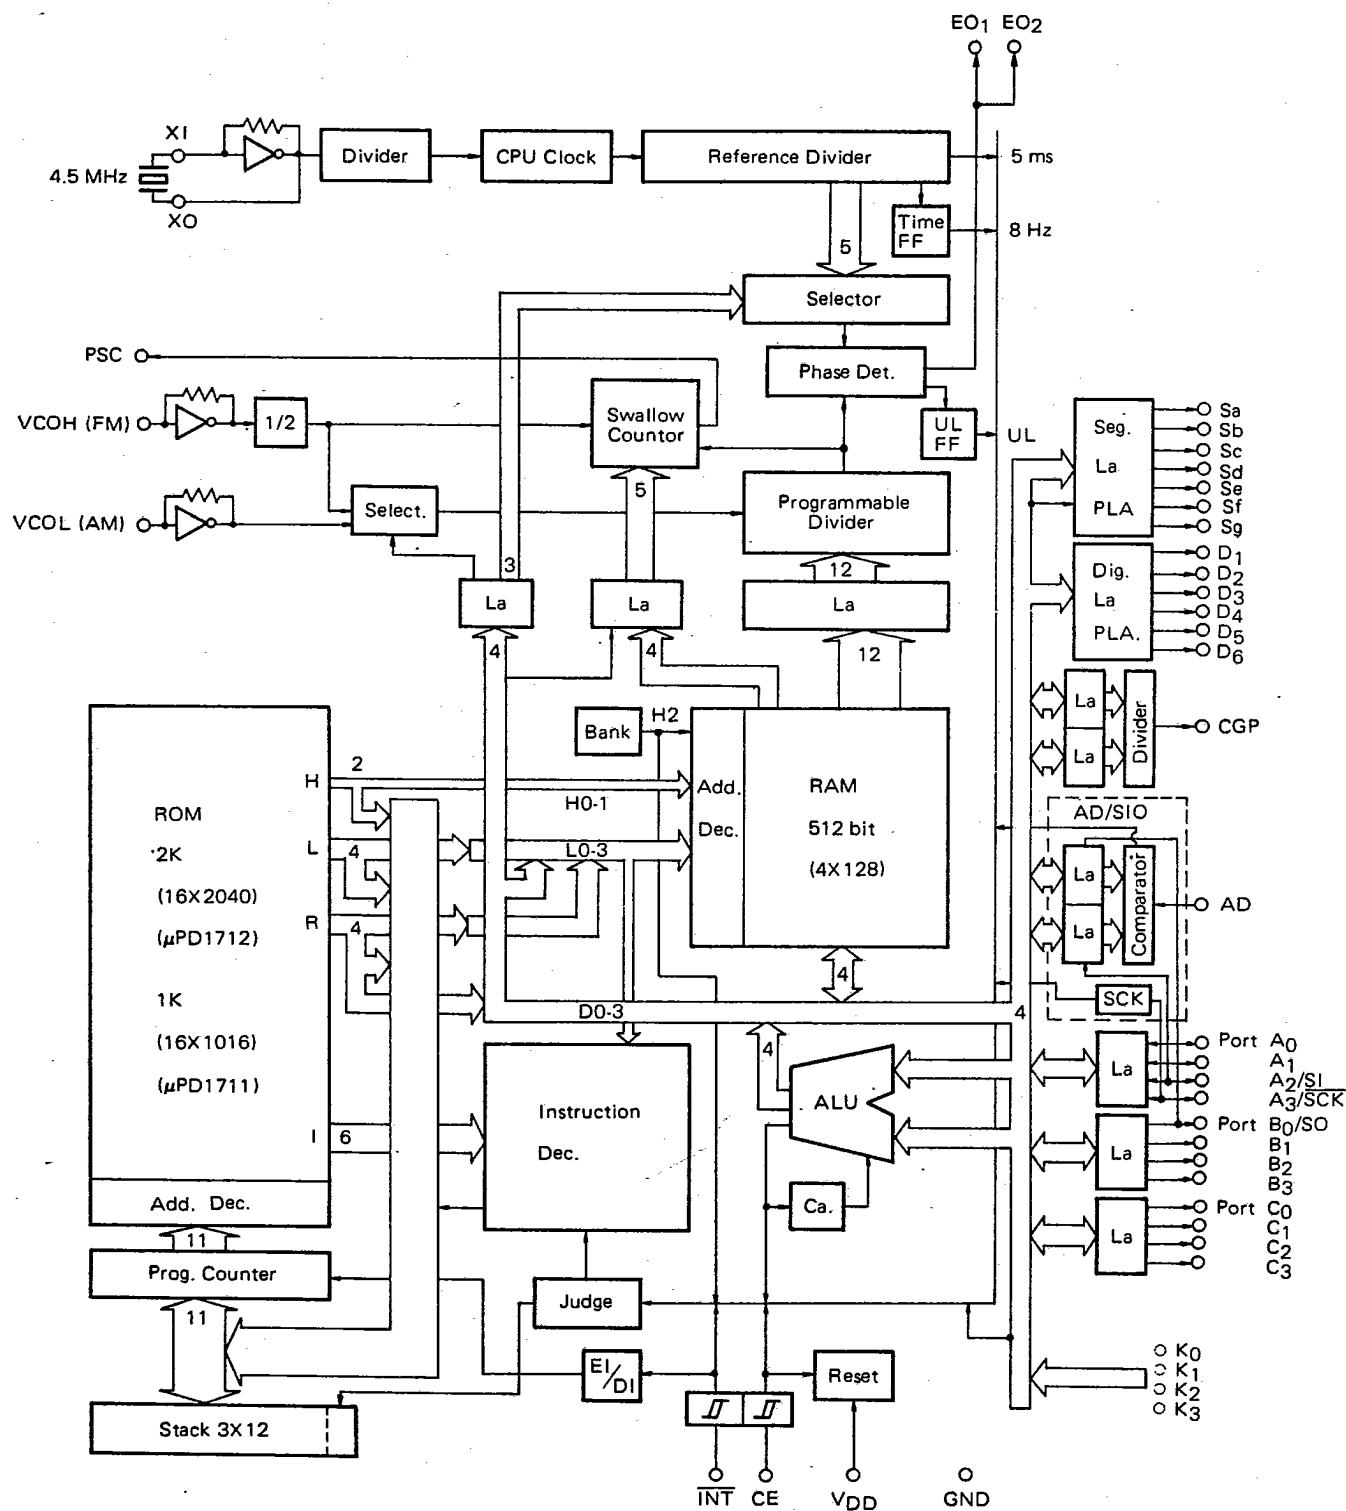 EO1 EO2
XI
4.5 MHz
XO
Divider
CPU Clock
Reference Divider
5 ms
Time
FF
8 Hz
5
Selector
PSC
Phase Det.
VCOH (FM)
1/2
Swallow
Countor
UL
FF
UL
Seg.
La
PLA
Sa
Sb
Sc
Sd
Se
Sf
Sg
5
VCOL (AM)
Select.
Programmable
Divider
3
12
La
La
La
Dig.
La
PLA.
D1
D2
D3
D4
D5
D6
4
4
12
Bank
H2
La
La
Divider
CGP
ROM
2K
(16X2040)
(μPD1712)
1K
(16X1016)
(μPD1711)
H
2
H0-1
L
4
L0-3
R
4
I
6
Add.
Dec.
RAM
512 bit
(4X128)
AD/SIO
La
La
Comparator
AD
SCK
4
D0-3
4
4
Instruction
Dec.
ALU
Ca.
La
Port A0
A1
A2/SI
A3/S̅C̅K̅
La
Port B0/SO
B1
B2
B3
La
Port C0
C1
C2
C3
Add. Dec.
11
Prog. Counter
11
Judge
EI/DI
Reset
K0
K1
K2
K3
Stack 3X12
I̅N̅T̅ CE VDD GND